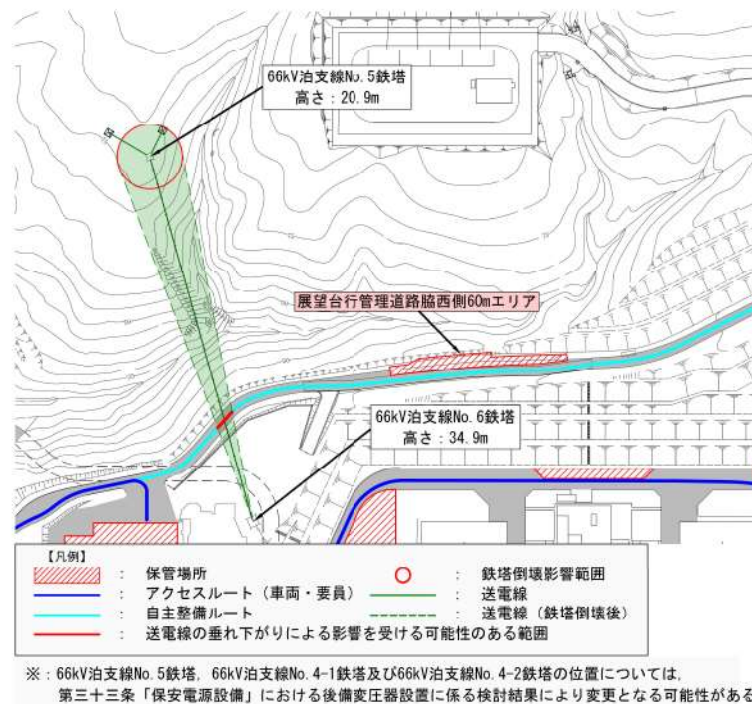 66kV泊支線No.5鉄塔
高さ：20.9m
展望台行管理道路脇西側60mエリア
66kV泊支線No.6鉄塔
高さ：34.9m
【凡例】
： 保管場所
： 鉄塔倒壊影響範囲
： アクセスルート（車両・要員）
： 送電線
： 自主整備ルート
： 送電線（鉄塔倒壊後）
： 送電線の垂れ下がりによる影響を受ける可能性のある範囲
※：66kV泊支線No.5鉄塔，66kV泊支線No.4-1鉄塔及び66kV泊支線No.4-2鉄塔の位置については，
第三十三条「保安電源設備」における後備変圧器設置に係る検討結果により変更となる可能性がある